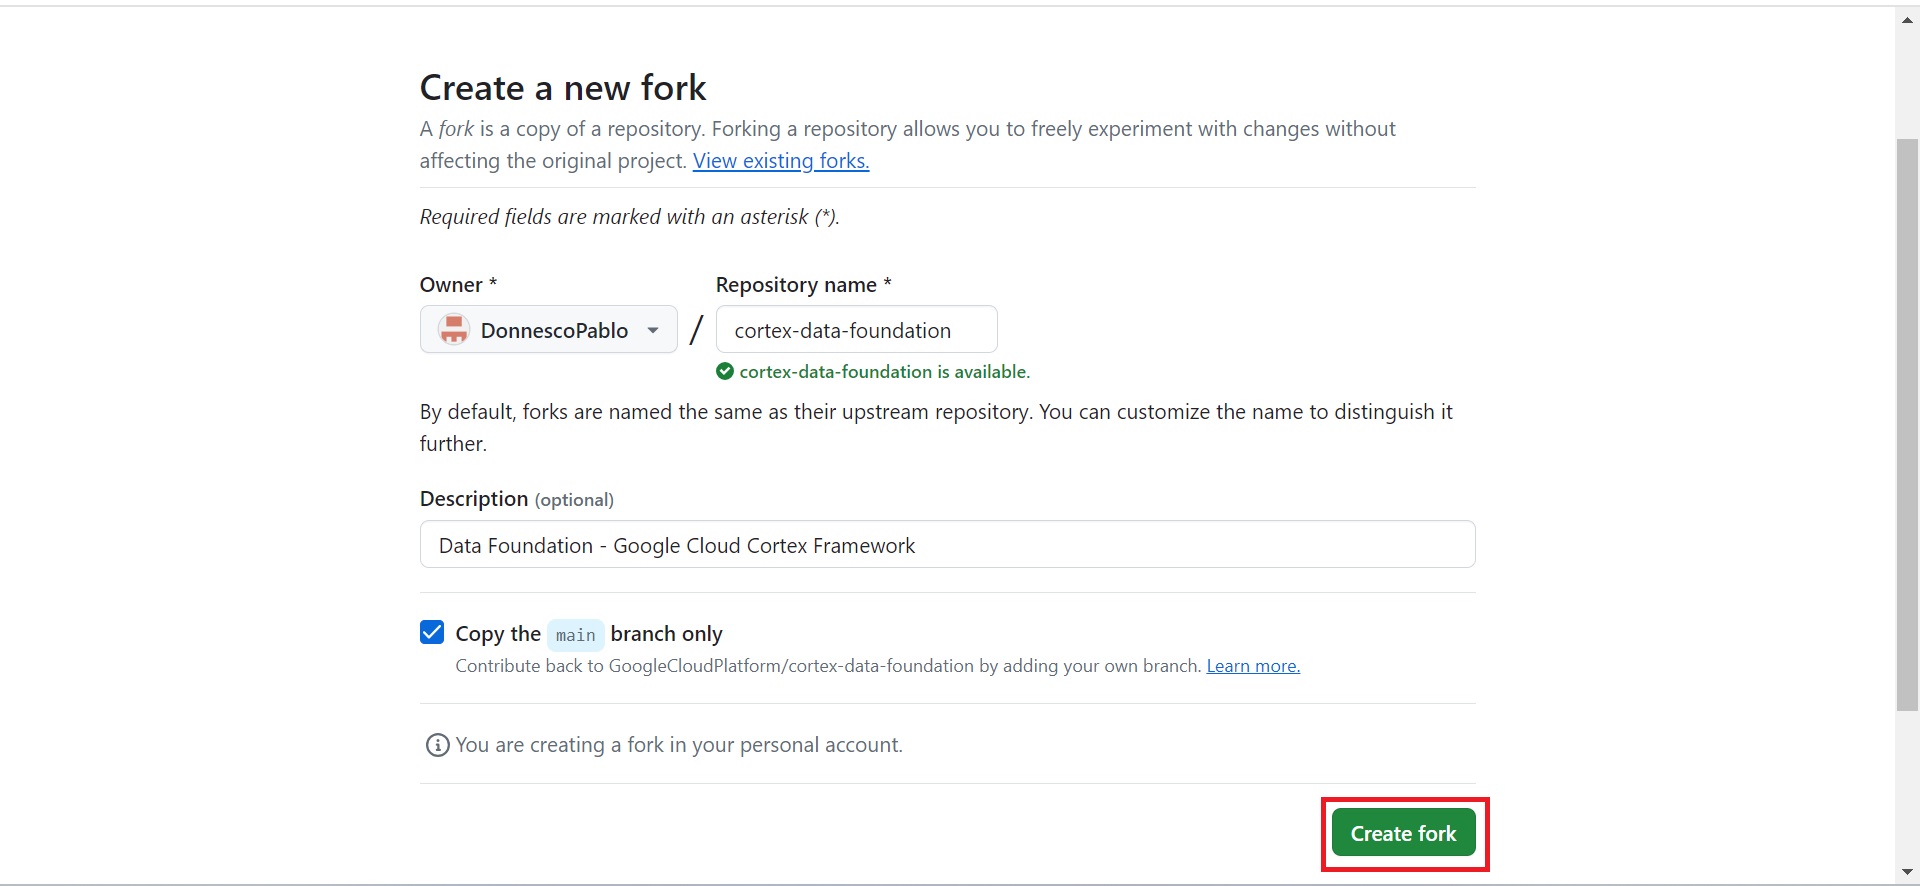 Create a new fork
A fork is a copy of a repository. Forking a repository allows you to freely experiment with changes without
affecting the original project. View existing forks.
Required fields are marked with an asterisk (*).
Owner * Repository name *
DonnescoPablo / cortex-data-foundation
cortex-data-foundation is available.
By default, forks are named the same as their upstream repository. You can customize the name to distinguish it
further.
Description (optional)
Data Foundation - Google Cloud Cortex Framework
Copy the main branch only
Contribute back to GoogleCloudPlatform/cortex-data-foundation by adding your own branch. Learn more.
You are creating a fork in your personal account.
Create fork